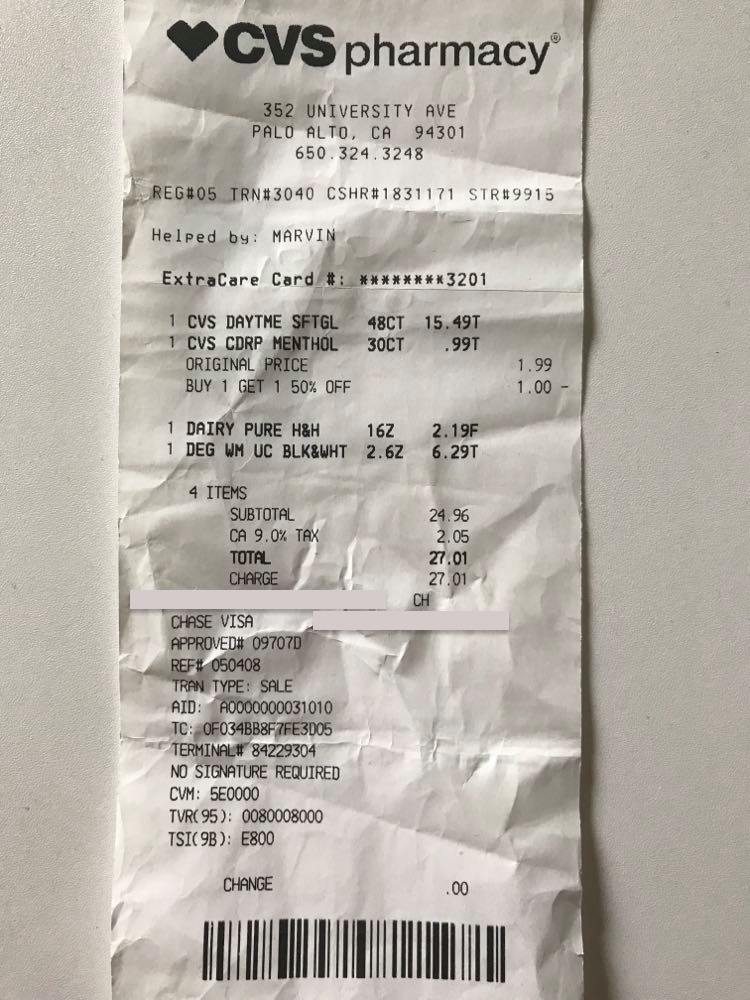 CVS pharmacy®
352 UNIVERSITY AVE
PALO ALTO, CA 94301
650.324.3248
REG#05 TRN#3040 CSHR#1831171 STR#9915
Helped by: MARVIN
ExtraCare Card #: ********3201
1 CVS DAYTME SFTGL 48CT 15.49T
1 CVS CDRP MENTHOL 30CT .99T
ORIGINAL PRICE 1.99
BUY 1 GET 1 50% OFF 1.00 -
1 DAIRY PURE H&H 16Z 2.19F
1 DEG WM UC BLK&WHT 2.6Z 6.29T
4 ITEMS
SUBTOTAL 24.96
CA 9.0% TAX 2.05
TOTAL 27.01
CHARGE 27.01
CH
CHASE VISA
APPROVED# 09707D
REF# 050408
TRAN TYPE: SALE
AID: A0000000031010
TC: 0F034BB8F7FE3D05
TERMINAL# 84229304
NO SIGNATURE REQUIRED
CVM: 5E0000
TVR(95): 0080008000
TSI(9B): E800
CHANGE .00